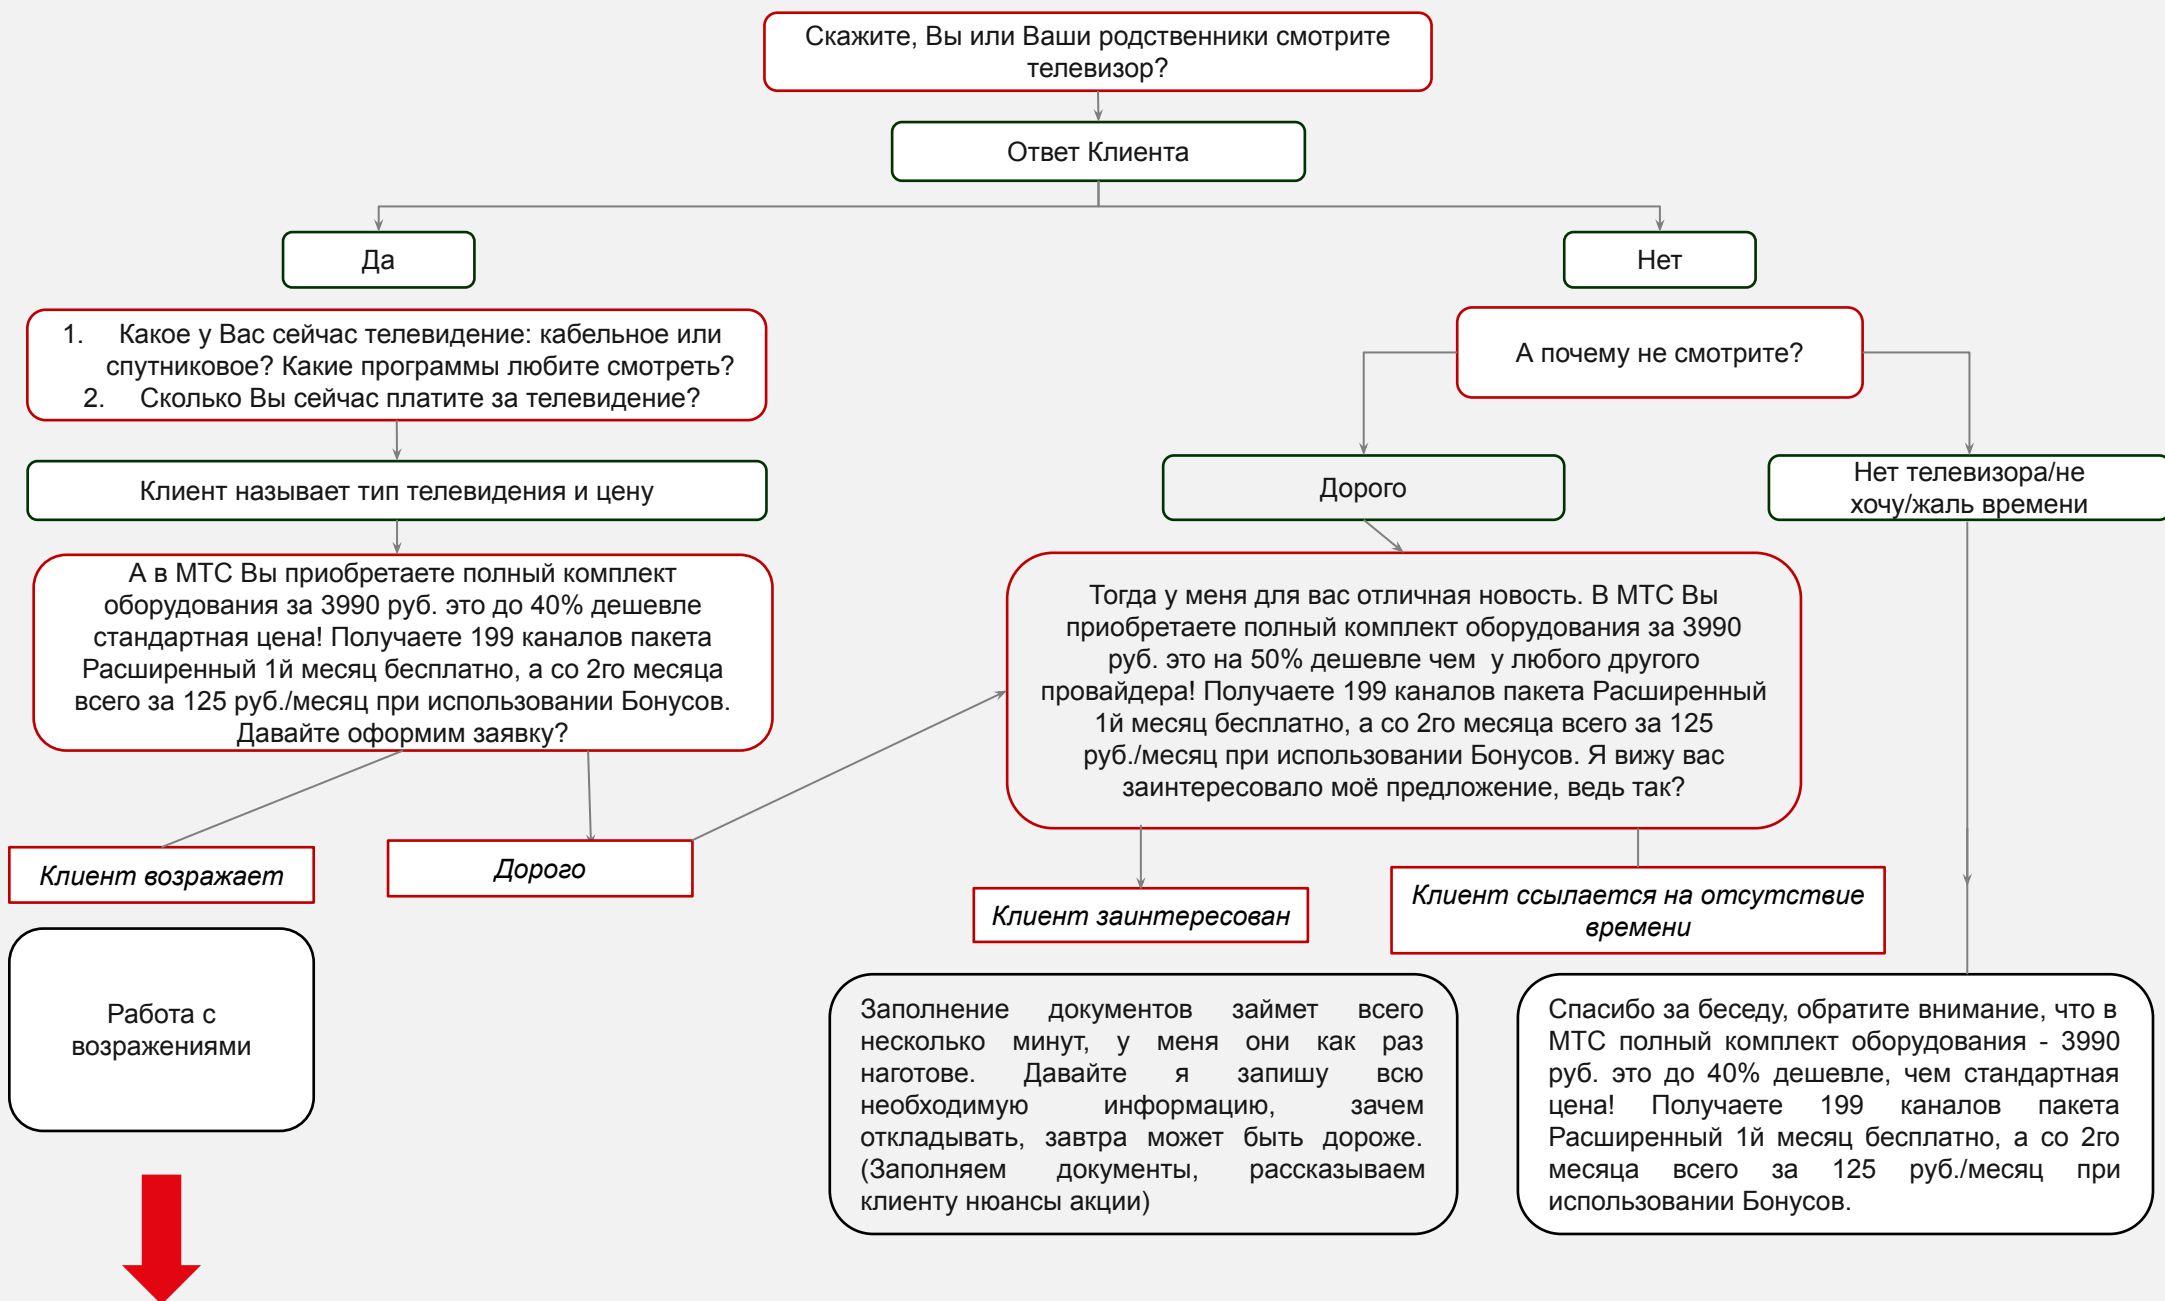 Скажите, Вы или Ваши родственники смотрите
телевизор?
Ответ Клиента
Да
Нет
1. Какое у Вас сейчас телевидение: кабельное или
спутниковое? Какие программы любите смотреть?
2. Сколько Вы сейчас платите за телевидение?
А почему не смотрите?
Клиент называет тип телевидения и цену
Дорого
Нет телевизора/не
хочу/жаль времени
А в МТС Вы приобретаете полный комплект
оборудования за 3990 руб. это до 40% дешевле
стандартная цена! Получаете 199 каналов пакета
Расширенный 1й месяц бесплатно, а со 2го месяца
всего за 125 руб./месяц при использовании Бонусов.
Давайте оформим заявку?
Тогда у меня для вас отличная новость. В МТС Вы
приобретаете полный комплект оборудования за 3990
руб. это на 50% дешевле чем  у любого другого
провайдера! Получаете 199 каналов пакета Расширенный
1й месяц бесплатно, а со 2го месяца всего за 125
руб./месяц при использовании Бонусов. Я вижу вас
заинтересовало моё предложение, ведь так?
Клиент возражает
Дорого
Клиент заинтересован
Клиент ссылается на отсутствие
времени
Работа с
возражениями
Заполнение документов займет всего
несколько минут, у меня они как раз
наготове. Давайте я запишу всю
необходимую информацию, зачем
откладывать, завтра может быть дороже.
(Заполняем документы, рассказываем
клиенту нюансы акции)
Спасибо за беседу, обратите внимание, что в
МТС полный комплект оборудования - 3990
руб. это до 40% дешевле, чем стандартная
цена! Получаете 199 каналов пакета
Расширенный 1й месяц бесплатно, а со 2го
месяца всего за 125 руб./месяц при
использовании Бонусов.